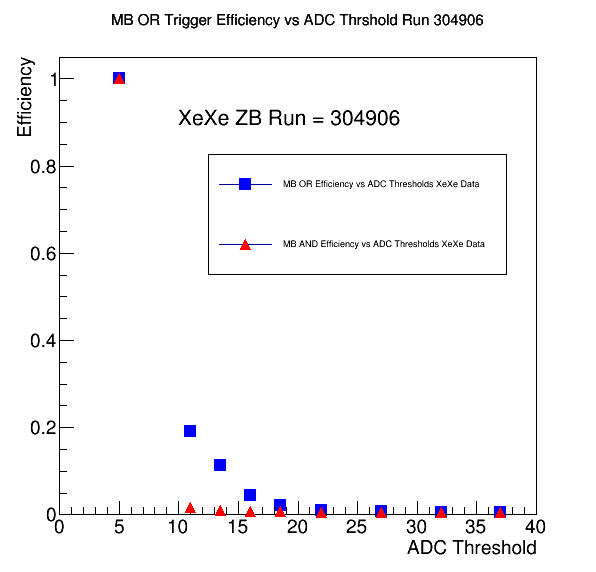 MB OR Trigger Efficiency vs ADC Thrshold Run 304906
Efficiency
XeXe ZB Run = 304906
MB OR Efficiency vs ADC Thresholds XeXe Data
MB AND Efficiency vs ADC Thresholds XeXe Data
1
0.8
0.6
0.4
0.2
0
0 5 10 15 20 25 30 35 40
ADC Threshold